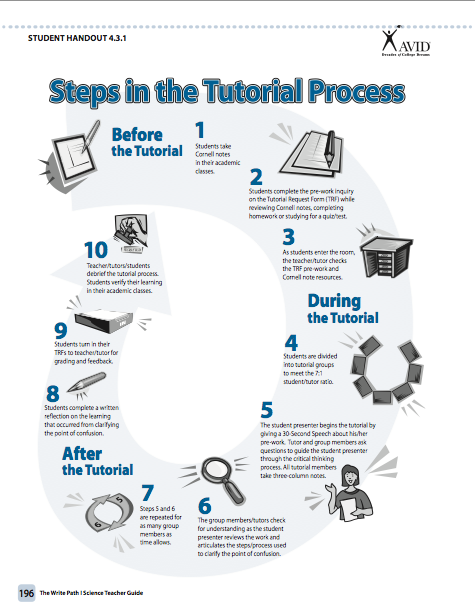 STUDENT HANDOUT 4.3.1
AVID
Decades of College Dreams
Steps in the Tutorial Process
Before
the Tutorial
1
Students take
Cornell notes
in their academic
classes.
2
Students complete the pre-work inquiry
on the Tutorial Request Form (TRF) while
reviewing Cornell notes, completing
homework or studying for a quiz/test.
3
As students enter the room,
the teacher/tutor checks
the TRF pre-work and
Cornell note resources.
During
the Tutorial
4
Students are divided
into tutorial groups
to meet the 7:1
student/tutor ratio.
5
The student presenter begins the tutorial by
giving a 30-Second Speech about his/her
pre-work. Tutor and group members ask
questions to guide the student presenter
through the critical thinking
process. All tutorial members
take three-column notes.
6
The group members/tutors check
for understanding as the student
presenter reviews the work and
articulates the steps/process used
to clarify the point of confusion.
After
the Tutorial
7
Steps 5 and 6
are repeated for
as many group
members as
time allows.
6
5
8
Students complete a written
reflection on the learning
that occurred from clarifying
the point of confusion.
9
Students turn in their
TRFs to teacher/tutor for
grading and feedback.
10
Teacher/tutors/students
debrief the tutorial process.
Students verify their learning
in their academic classes.
196 The Write Path I Science Teacher Guide